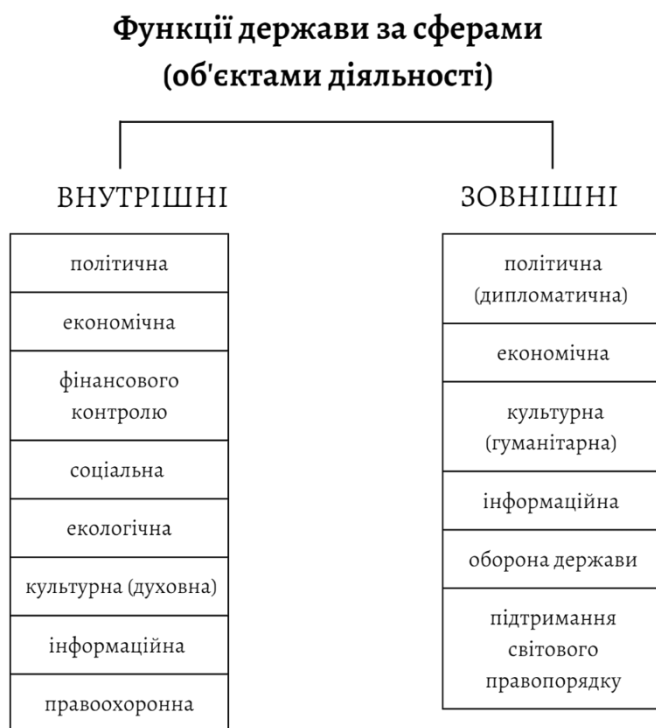 Функції держави за сферами
(об'єктами діяльності)
ВНУТРІШНІ
політична
економічна
фінансового
контролю
соціальна
екологічна
культурна (духовна)
інформаційна
правоохоронна
ЗОВНІШНІ
політична
(дипломатична)
економічна
культурна
(гуманітарна)
інформаційна
оборона держави
підтримання
світового
правопорядку